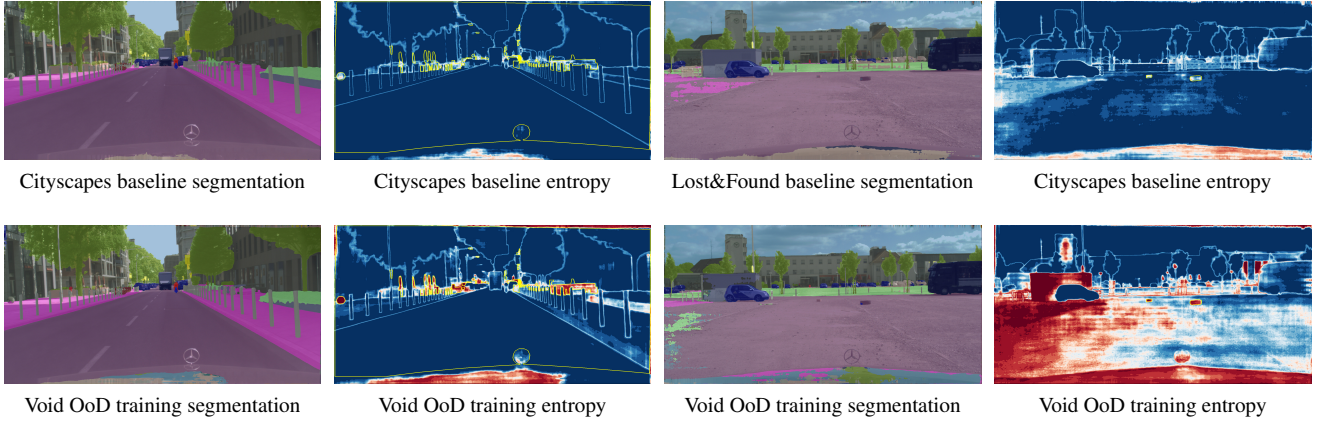 Cityscapes baseline segmentation
Cityscapes baseline entropy
Lost&Found baseline segmentation
Cityscapes baseline entropy
Void OoD training segmentation
Void OoD training entropy
Void OoD training segmentation
Void OoD training entropy